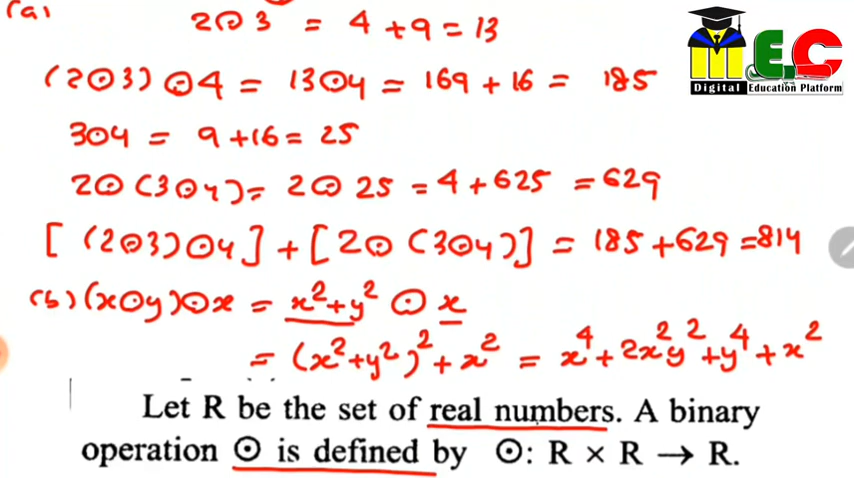 (a)
2⊙3 = 4+9=13
(2⊙3)⊙4 = 13⊙4 = 169+16 = 185
MEC
Digital Education Platform
3⊙4 = 9+16= 25
2⊙(3⊙4)= 2⊙25 =4+625 =629
[(2⊙3)⊙4]+[2⊙(3⊙4)] = 185+629=814
(b)(x⊙y)⊙x = x²+y² ⊙ x
= (x²+y²)²+x² = x⁴+2x²y²+y⁴+x²
Let R be the set of real numbers. A binary
operation ⊙ is defined by ⊙: R × R → R.